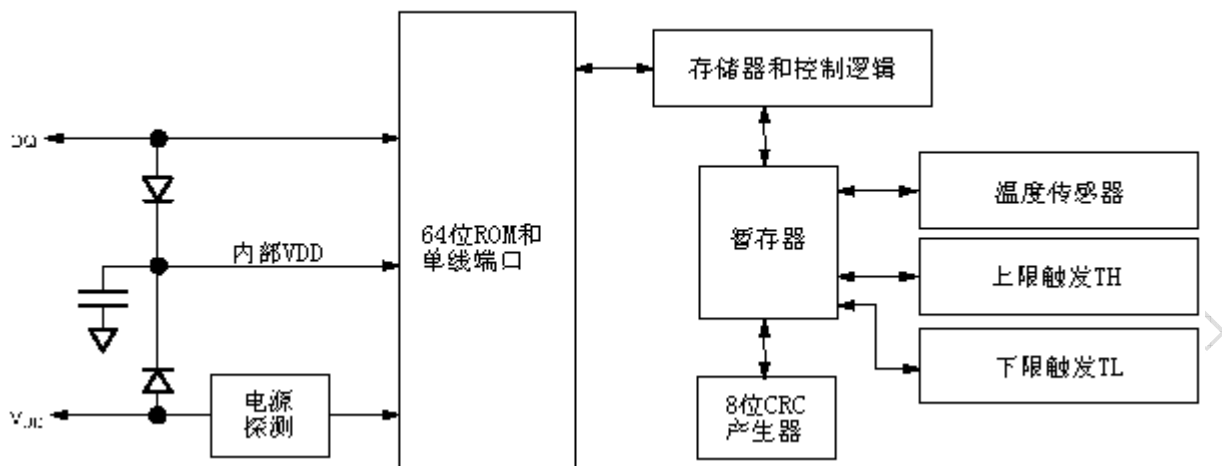 存储器和控制逻辑
DQ
温度传感器
64位ROM和
单线端口
暂存器
内部VDD
上限触发TH
下限触发TL
电源
探测
8位CRC
产生器